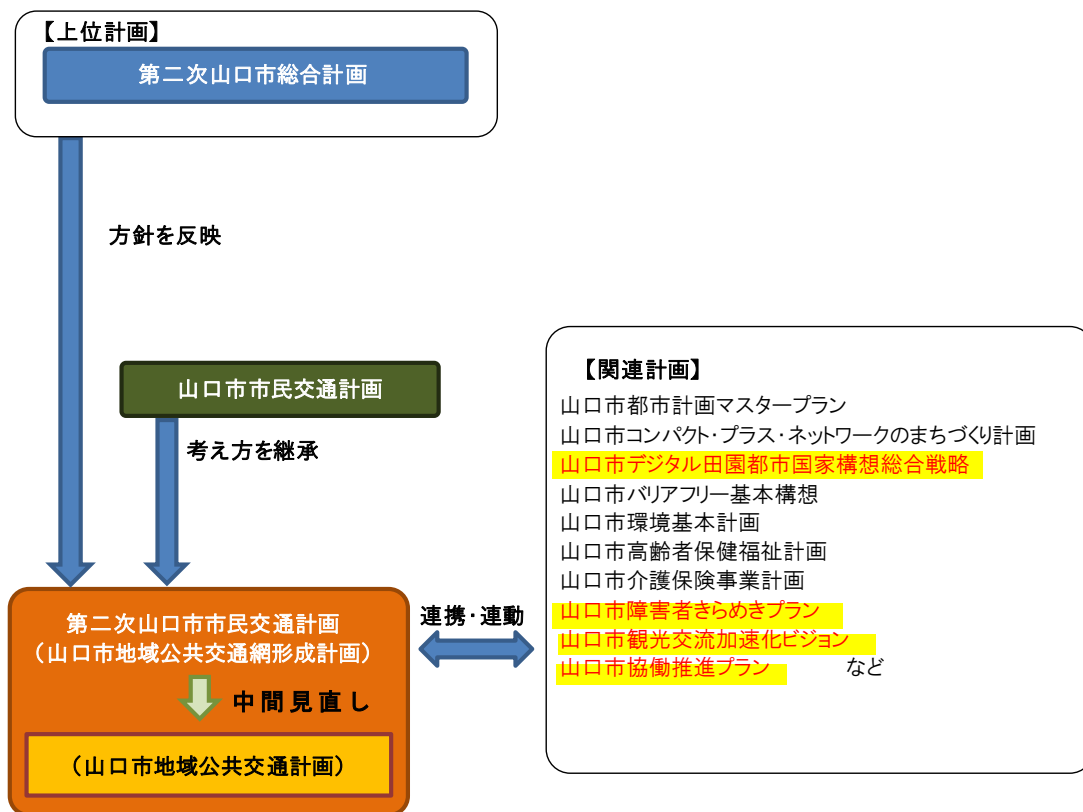 【上位計画】
第二次山口市総合計画
方針を反映
山口市市民交通計画
考え方を継承
第二次山口市市民交通計画
（山口市地域公共交通網形成計画）
中間見直し
（山口市地域公共交通計画）
連携・連動
【関連計画】
山口市都市計画マスタープラン
山口市コンパクト・プラス・ネットワークのまちづくり計画
山口市デジタル田園都市国家構想総合戦略
山口市バリアフリー基本構想
山口市環境基本計画
山口市高齢者保健福祉計画
山口市介護保険事業計画
山口市障害者きらめきプラン
山口市観光交流加速化ビジョン
山口市協働推進プラン　　　など